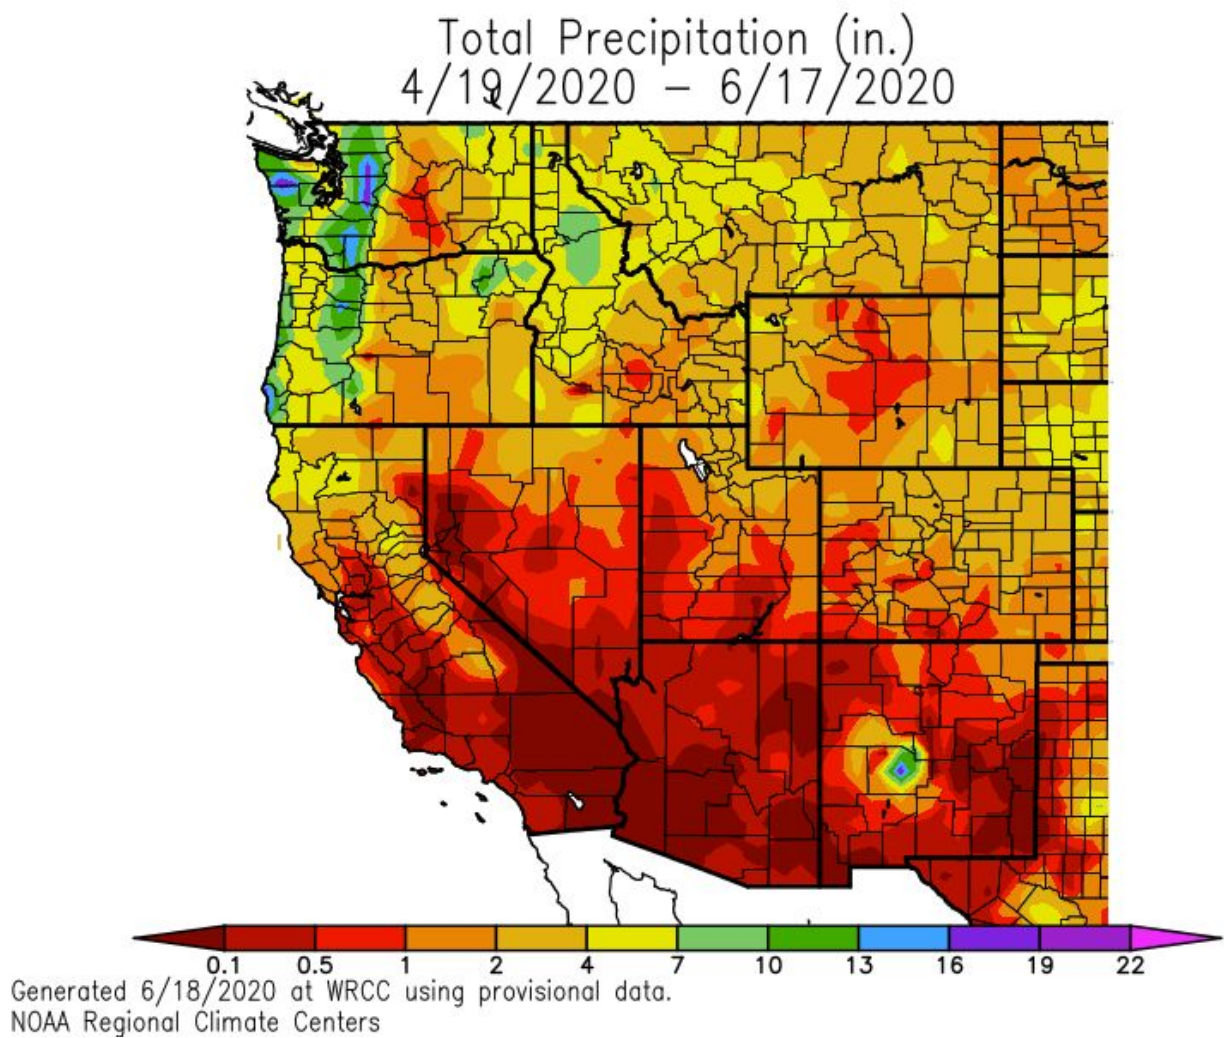 Total Precipitation (in.)
4/19/2020 – 6/17/2020
0.1 0.5 1 2 4 7 10 13 16 19 22
Generated 6/18/2020 at WRCC using provisional data.
NOAA Regional Climate Centers